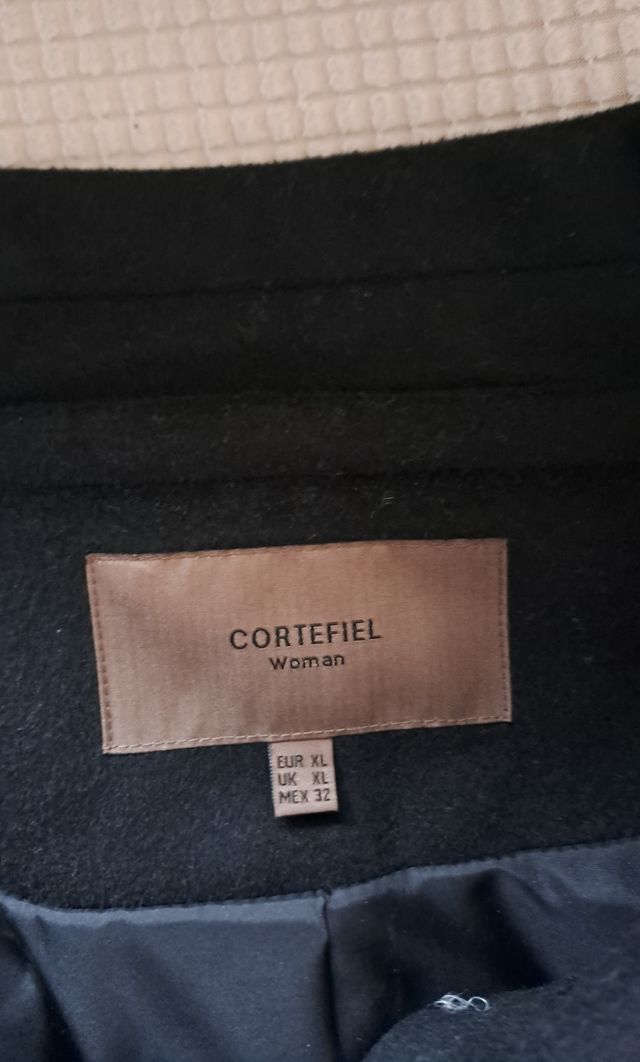 CORTEFIEL
Woman
EUR XL
UK XL
MEX 32